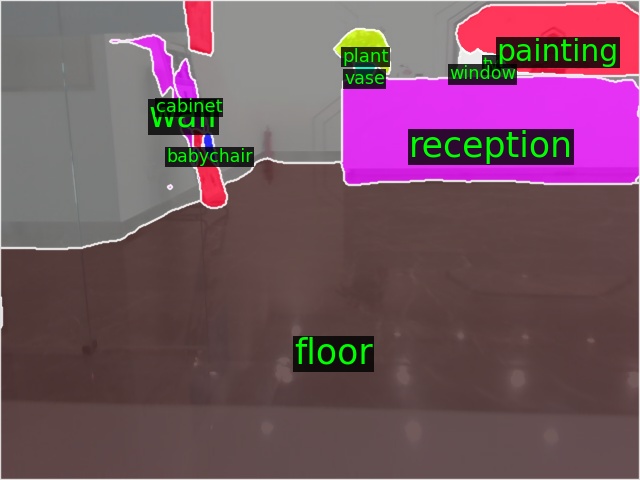 painting
plant
window
vase
cabinet
wall
reception
babychair
floor